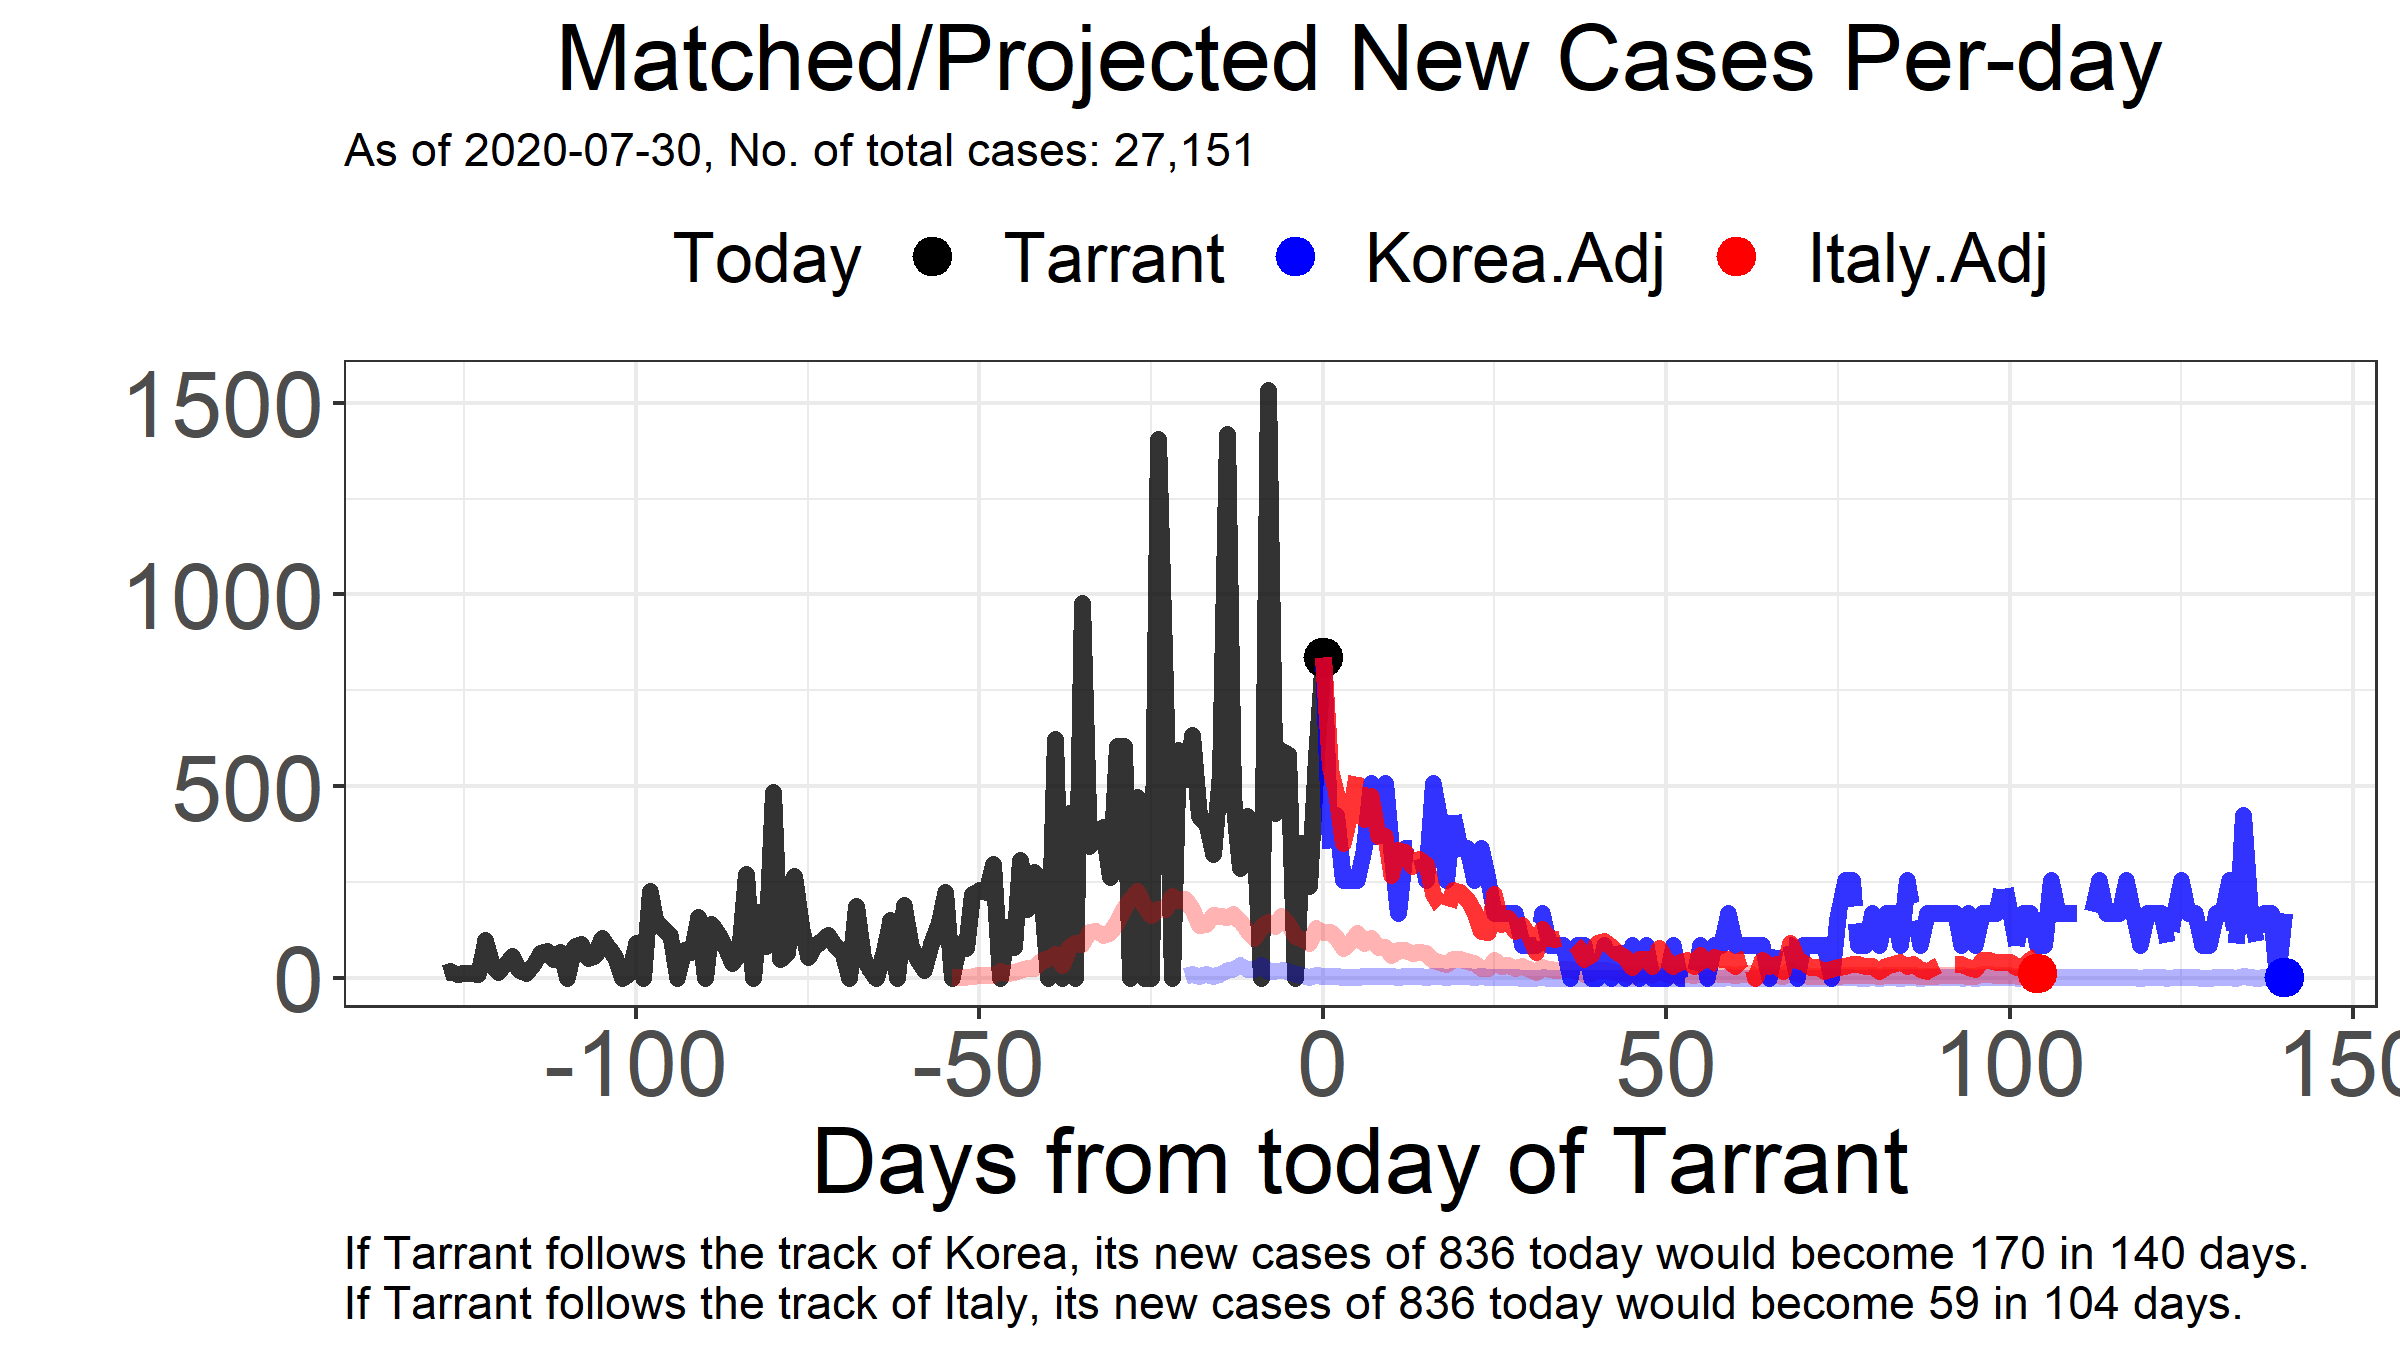 Matched/Projected New Cases Per-day
As of 2020-07-30, No. of total cases: 27,151
Today Tarrant Korea.Adj Italy.Adj
1500
1000
500
0
-100 -50 0 50 100 150
Days from today of Tarrant
If Tarrant follows the track of Korea, its new cases of 836 today would become 170 in 140 days.
If Tarrant follows the track of Italy, its new cases of 836 today would become 59 in 104 days.